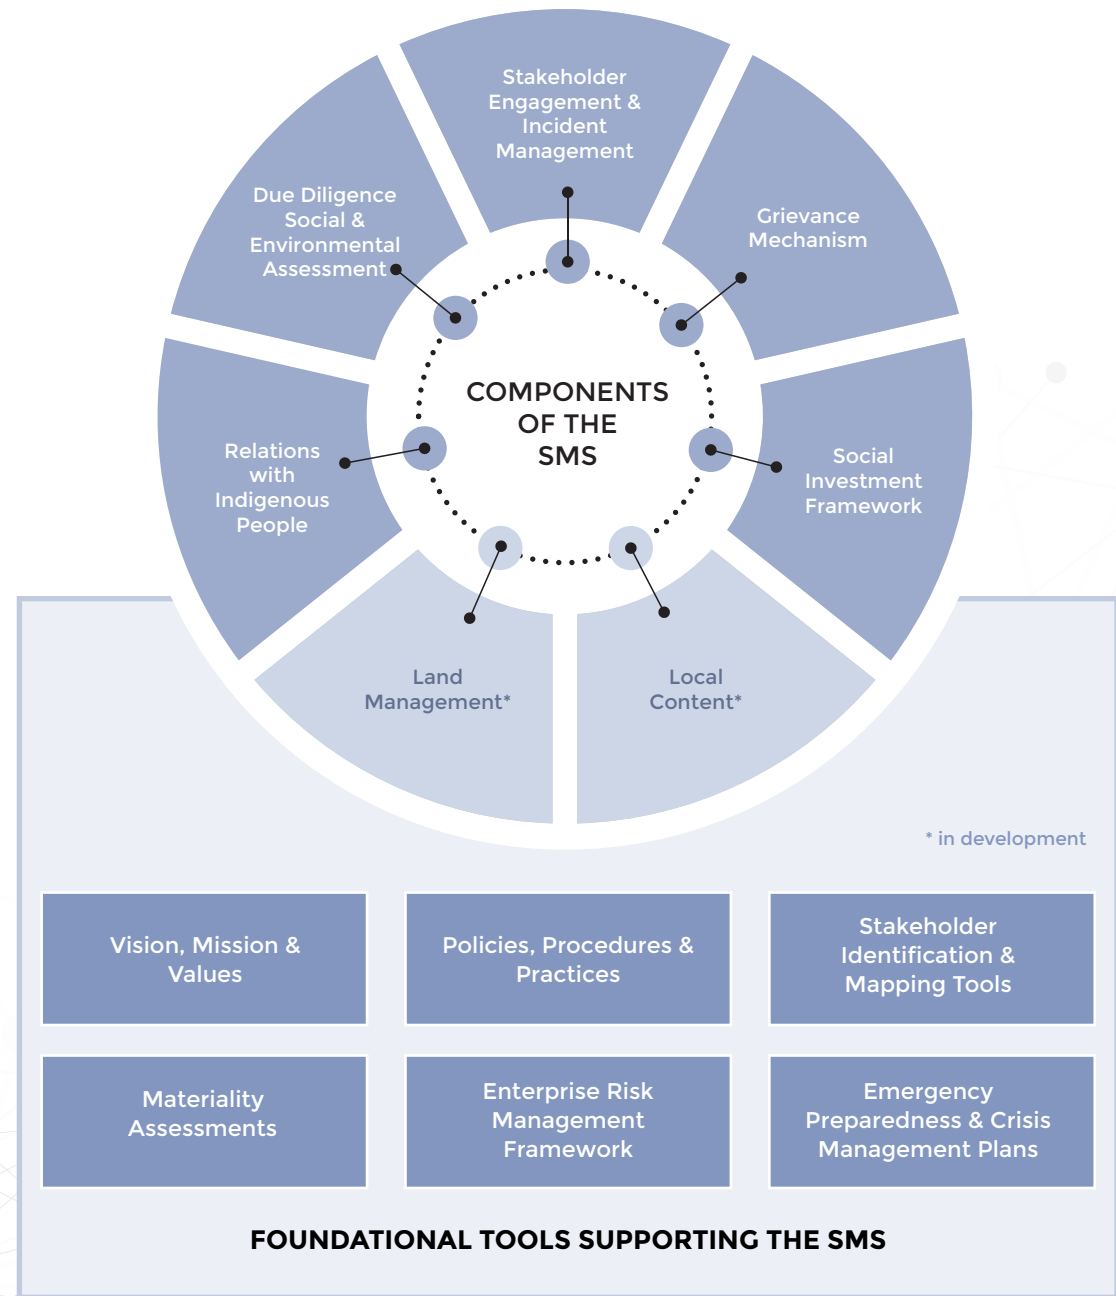 Stakeholder
Engagement &
Incident
Management
Due Diligence
Social &
Environmental
Assessment
Grievance
Mechanism
COMPONENTS
OF THE
SMS
Relations
with
Indigenous
People
Social
Investment
Framework
Land
Management*
Local
Content*
* in development
Vision, Mission &
Values
Policies, Procedures &
Practices
Stakeholder
Identification &
Mapping Tools
Materiality
Assessments
Enterprise Risk
Management
Framework
Emergency
Preparedness & Crisis
Management Plans
FOUNDATIONAL TOOLS SUPPORTING THE SMS